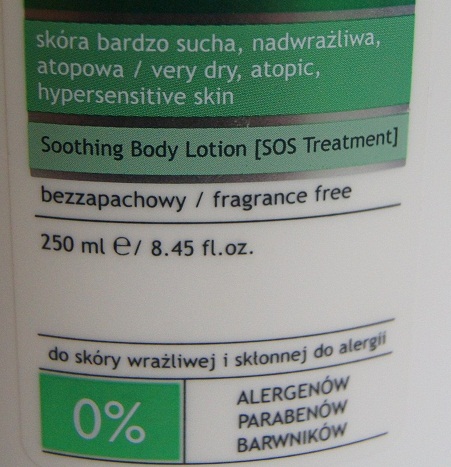 skóra bardzo sucha, nadwrażliwa,
atopowa / very dry, atopic,
hypersensitive skin
Soothing Body Lotion [SOS Treatment]
bezzapachowy / fragrance free
250 ml ℮/ 8.45 fl.oz.
do skóry wrażliwej i skłonnej do alergii
0%
ALERGENÓW
PARABENÓW
BARWNIKÓW